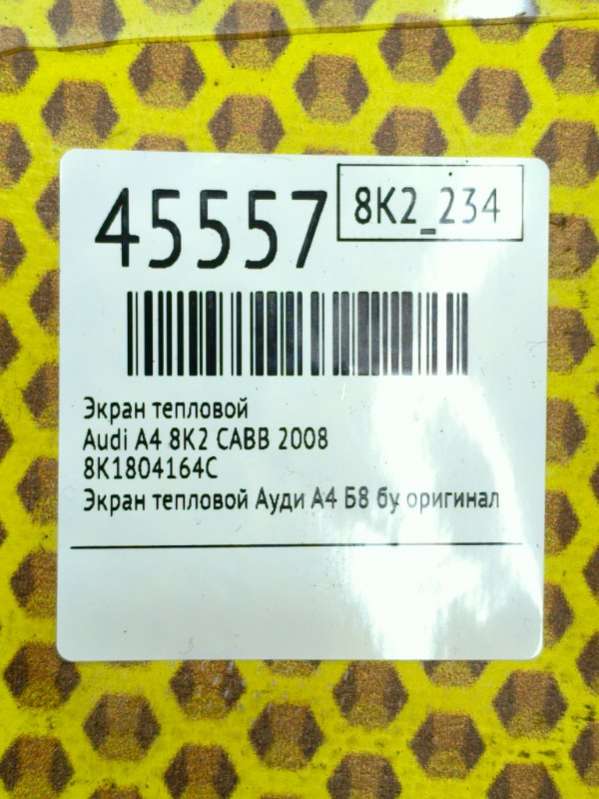 45557
8K2_234
Экран тепловой
Audi A4 8K2 CABB 2008
8K1804164C
Экран тепловой Ауди А4 Б8 бу оригинал